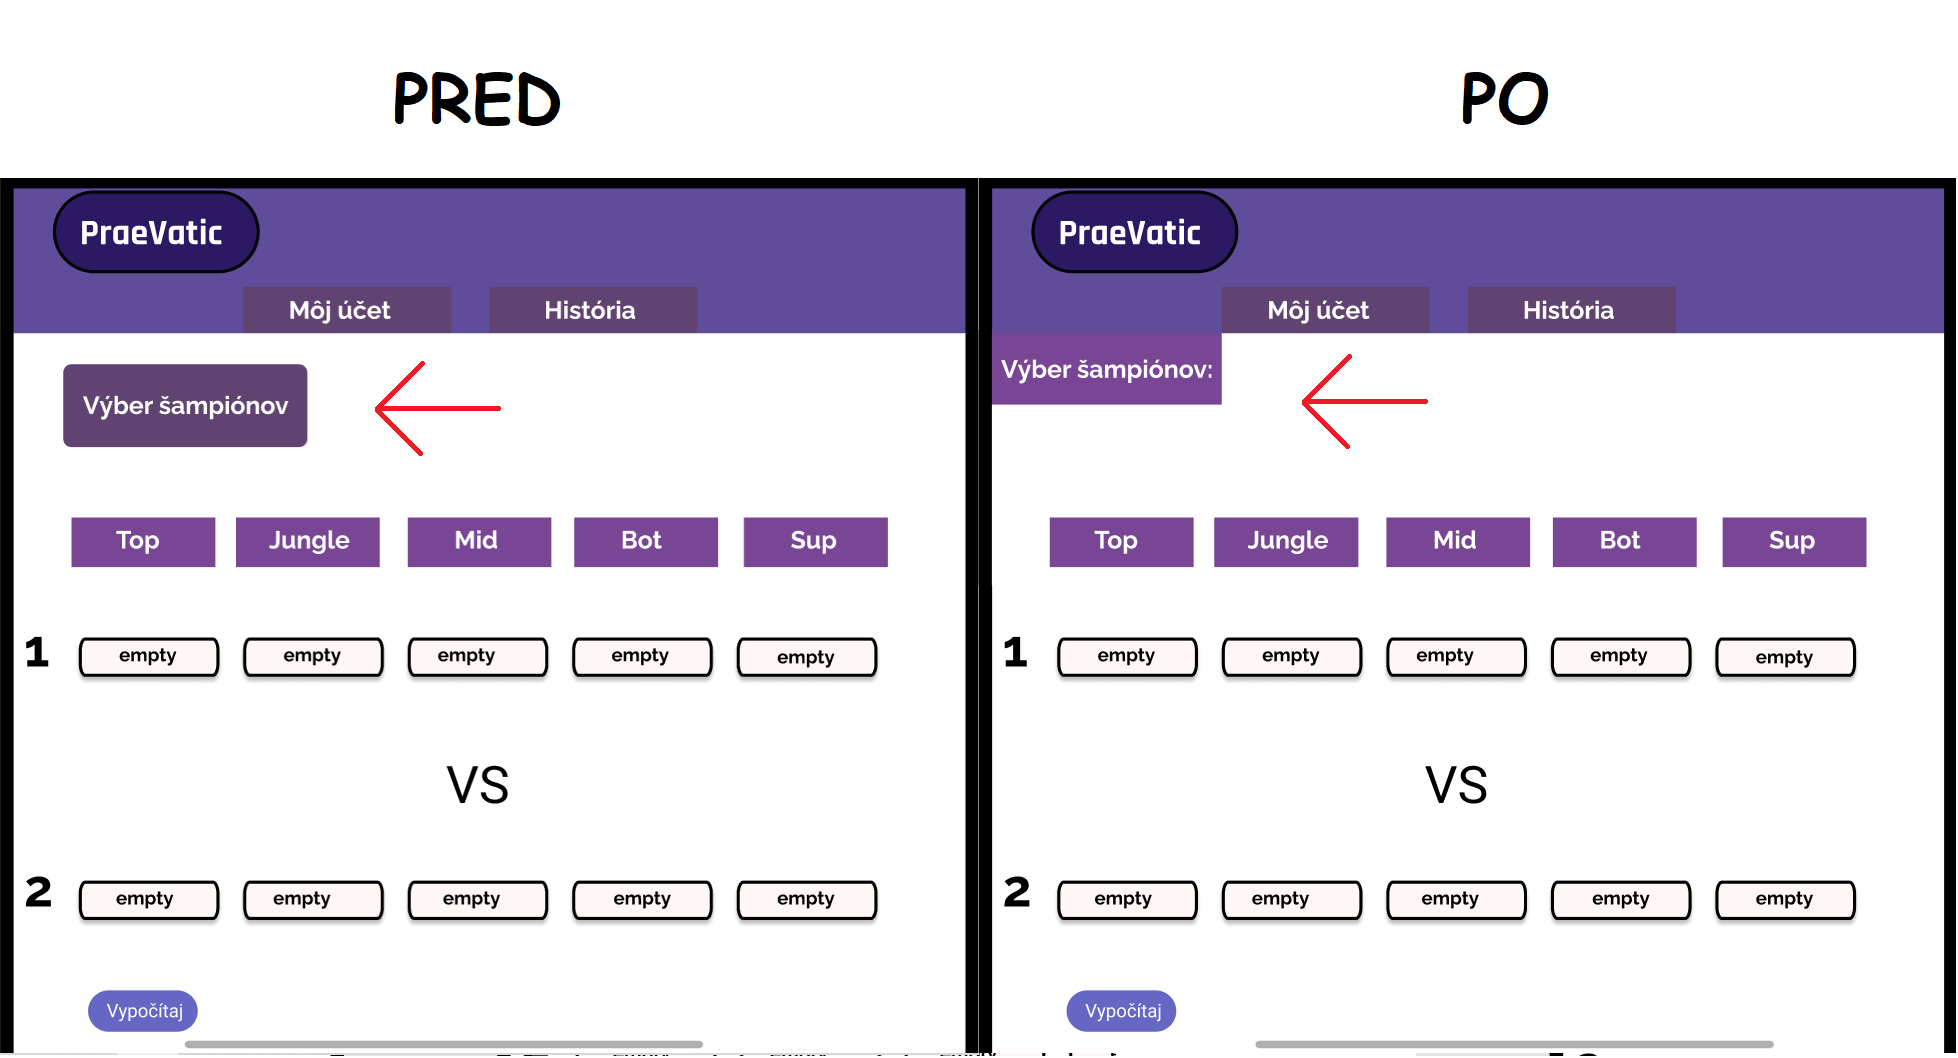 PRED
PO
PraeVatic
Môj účet
História
Výber šampiónov
Top Jungle Mid Bot Sup
1 empty empty empty empty empty
VS
2 empty empty empty empty empty
Vypočítaj
PraeVatic
Môj účet
História
Výber šampiónov:
Top Jungle Mid Bot Sup
1 empty empty empty empty empty
VS
2 empty empty empty empty empty
Vypočítaj